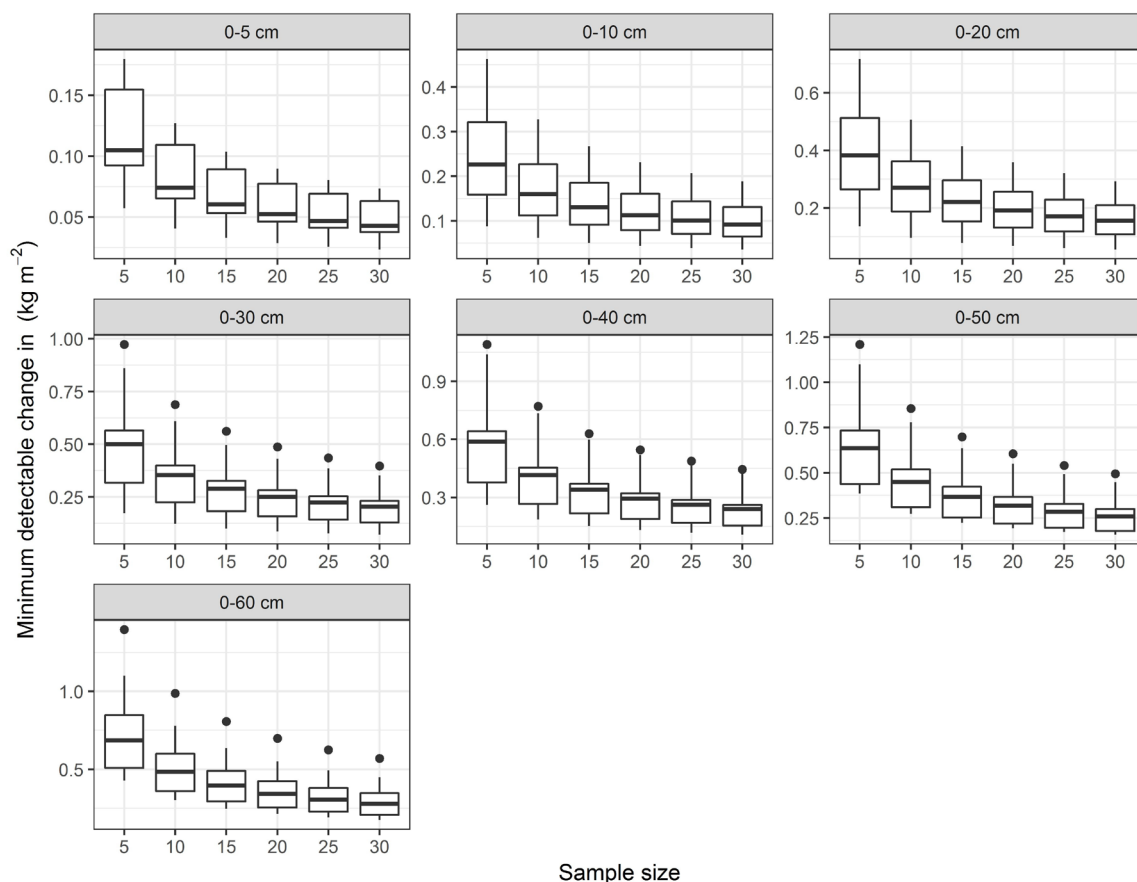 Minimum detectable change in  (kg m⁻²)
0-5 cm
0.15
0.10
0.05
5 10 15 20 25 30
0-10 cm
0.4
0.3
0.2
0.1
5 10 15 20 25 30
0-20 cm
0.6
0.4
0.2
5 10 15 20 25 30
0-30 cm
1.00
0.75
0.50
0.25
5 10 15 20 25 30
0-40 cm
0.9
0.6
0.3
5 10 15 20 25 30
0-50 cm
1.25
1.00
0.75
0.50
0.25
5 10 15 20 25 30
0-60 cm
1.0
0.5
5 10 15 20 25 30
Sample size